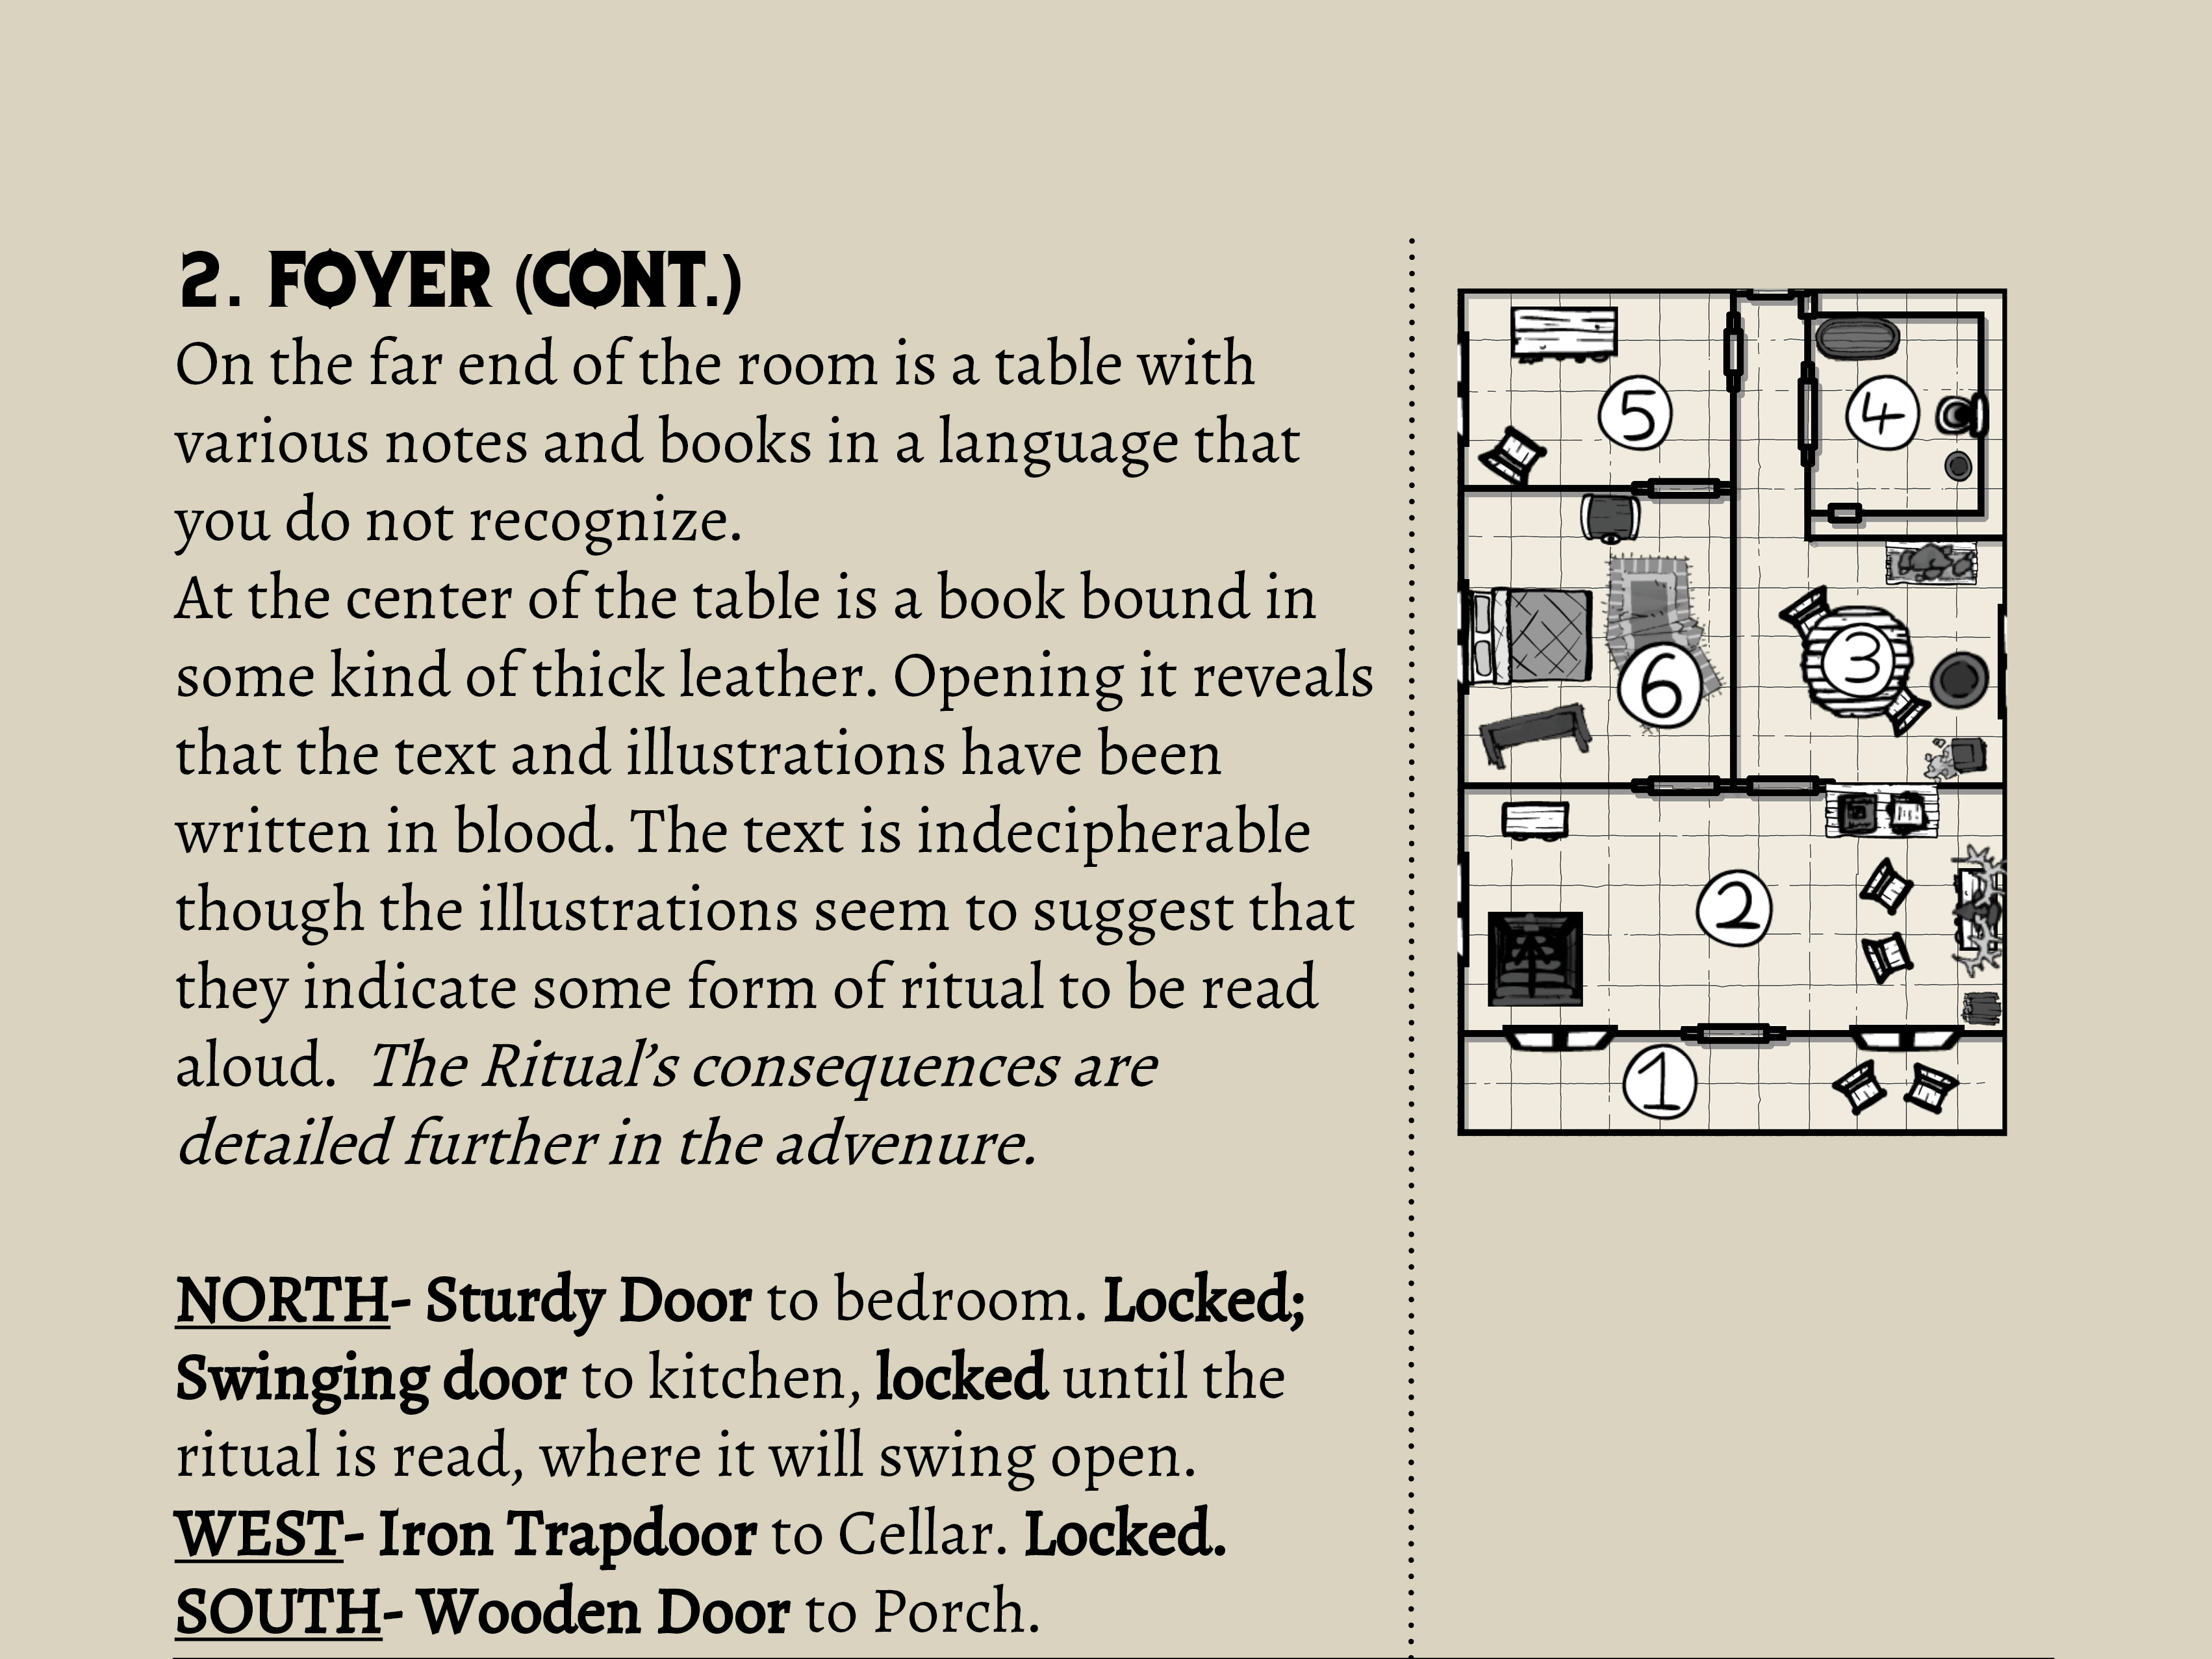 2. FOYER (CONT.)
On the far end of the room is a table with
various notes and books in a language that
you do not recognize.
At the center of the table is a book bound in
some kind of thick leather. Opening it reveals
that the text and illustrations have been
written in blood. The text is indecipherable
though the illustrations seem to suggest that
they indicate some form of ritual to be read
aloud. The Ritual’s consequences are
detailed further in the advenure.
NORTH- Sturdy Door to bedroom. Locked;
Swinging door to kitchen, locked until the
ritual is read, where it will swing open.
WEST- Iron Trapdoor to Cellar. Locked.
SOUTH- Wooden Door to Porch.
5
4
3
6
2
1